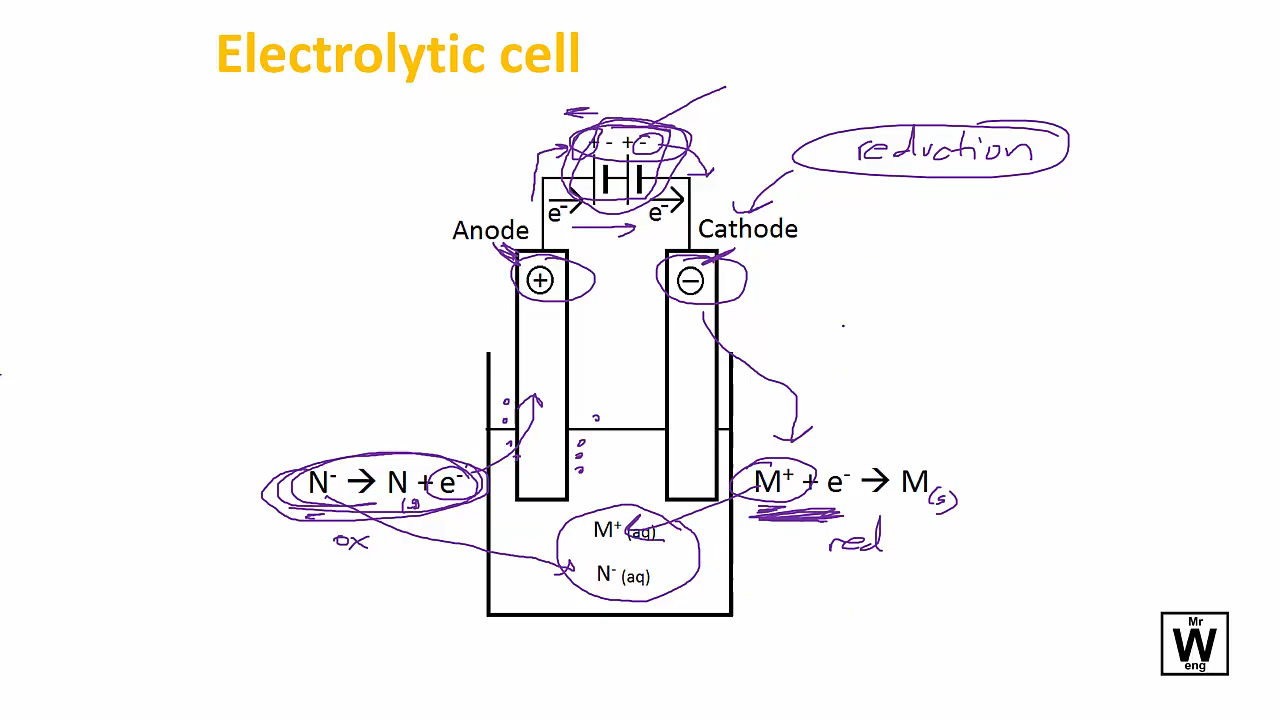 Electrolytic cell
+ - + -
reduction
e⁻ e⁻
Anode Cathode
+ −
N⁻ → N (g) + e⁻
M⁺ + e⁻ → M (s)
ox
red
M⁺ (aq)
N⁻ (aq)
Mr
W
eng